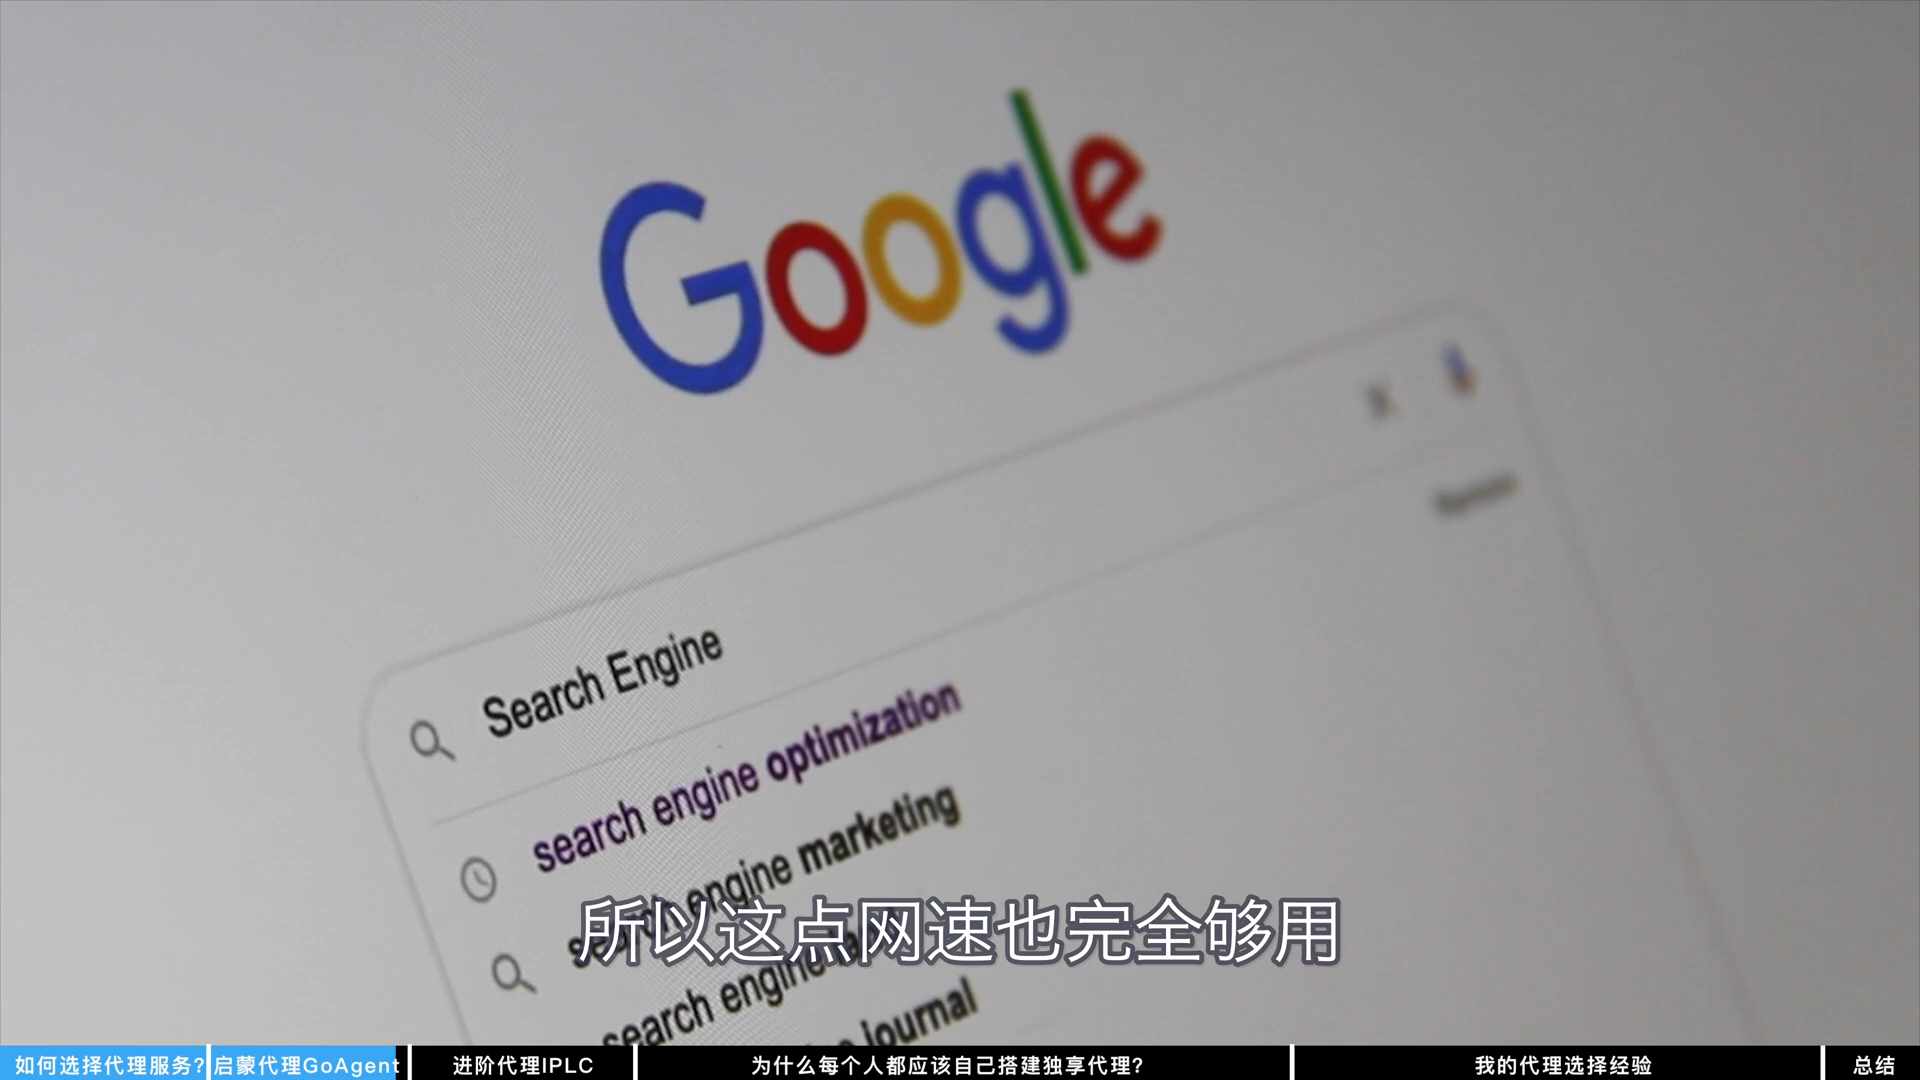 Google
Search Engine
search engine optimization
search engine marketing
search engine
journal
所以这点网速也完全够用
如何选择代理服务?
启蒙代理GoAgent
进阶代理IPLC
为什么每个人都应该自己搭建独享代理?
我的代理选择经验
总结